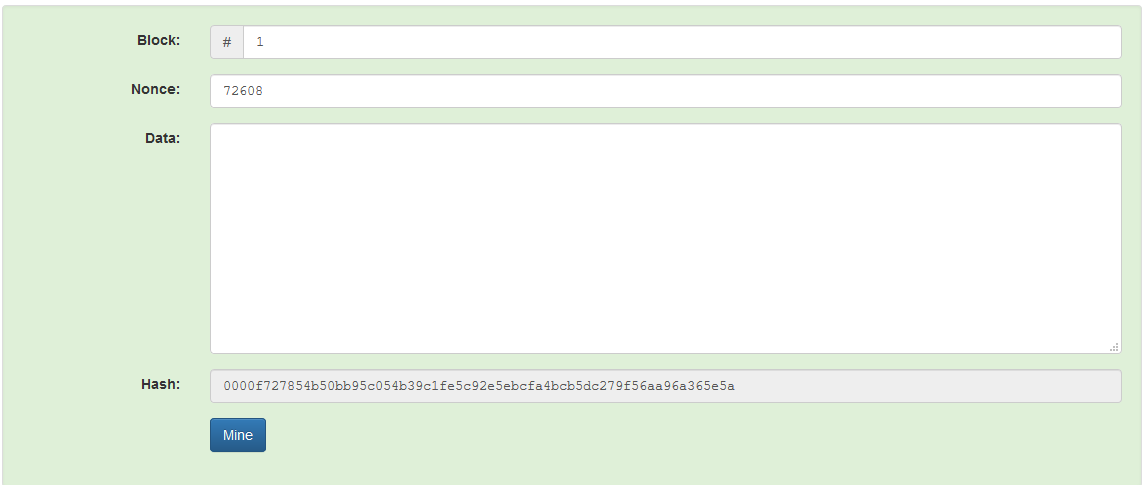 Block: # 1
Nonce: 72608
Data:
Hash: 0000f727854b50bb95c054b39c1fe5c92e5ebcfa4bcb5dc279f56aa96a365e5a
Mine